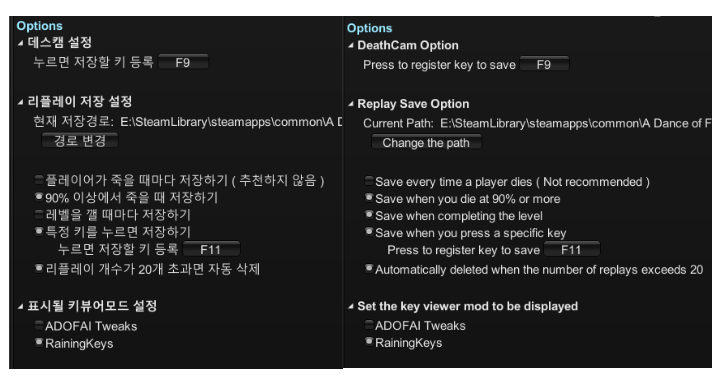 Options
데스캠 설정
누르면 저장할 키 등록 F9
리플레이 저장 설정
현재 저장경로: E:\SteamLibrary\steamapps\common\A D
경로 변경
플레이어가 죽을 때마다 저장하기 ( 추천하지 않음 )
90% 이상에서 죽을 때 저장하기
레벨을 깰 때마다 저장하기
특정 키를 누르면 저장하기
누르면 저장할 키 등록 F11
리플레이 개수가 20개 초과면 자동 삭제
표시될 키뷰어모드 설정
ADOFAI Tweaks
RainingKeys
Options
DeathCam Option
Press to register key to save F9
Replay Save Option
Current Path: E:\SteamLibrary\steamapps\common\A Dance of F
Change the path
Save every time a player dies ( Not recommended )
Save when you die at 90% or more
Save when completing the level
Save when you press a specific key
Press to register key to save F11
Automatically deleted when the number of replays exceeds 20
Set the key viewer mod to be displayed
ADOFAI Tweaks
RainingKeys